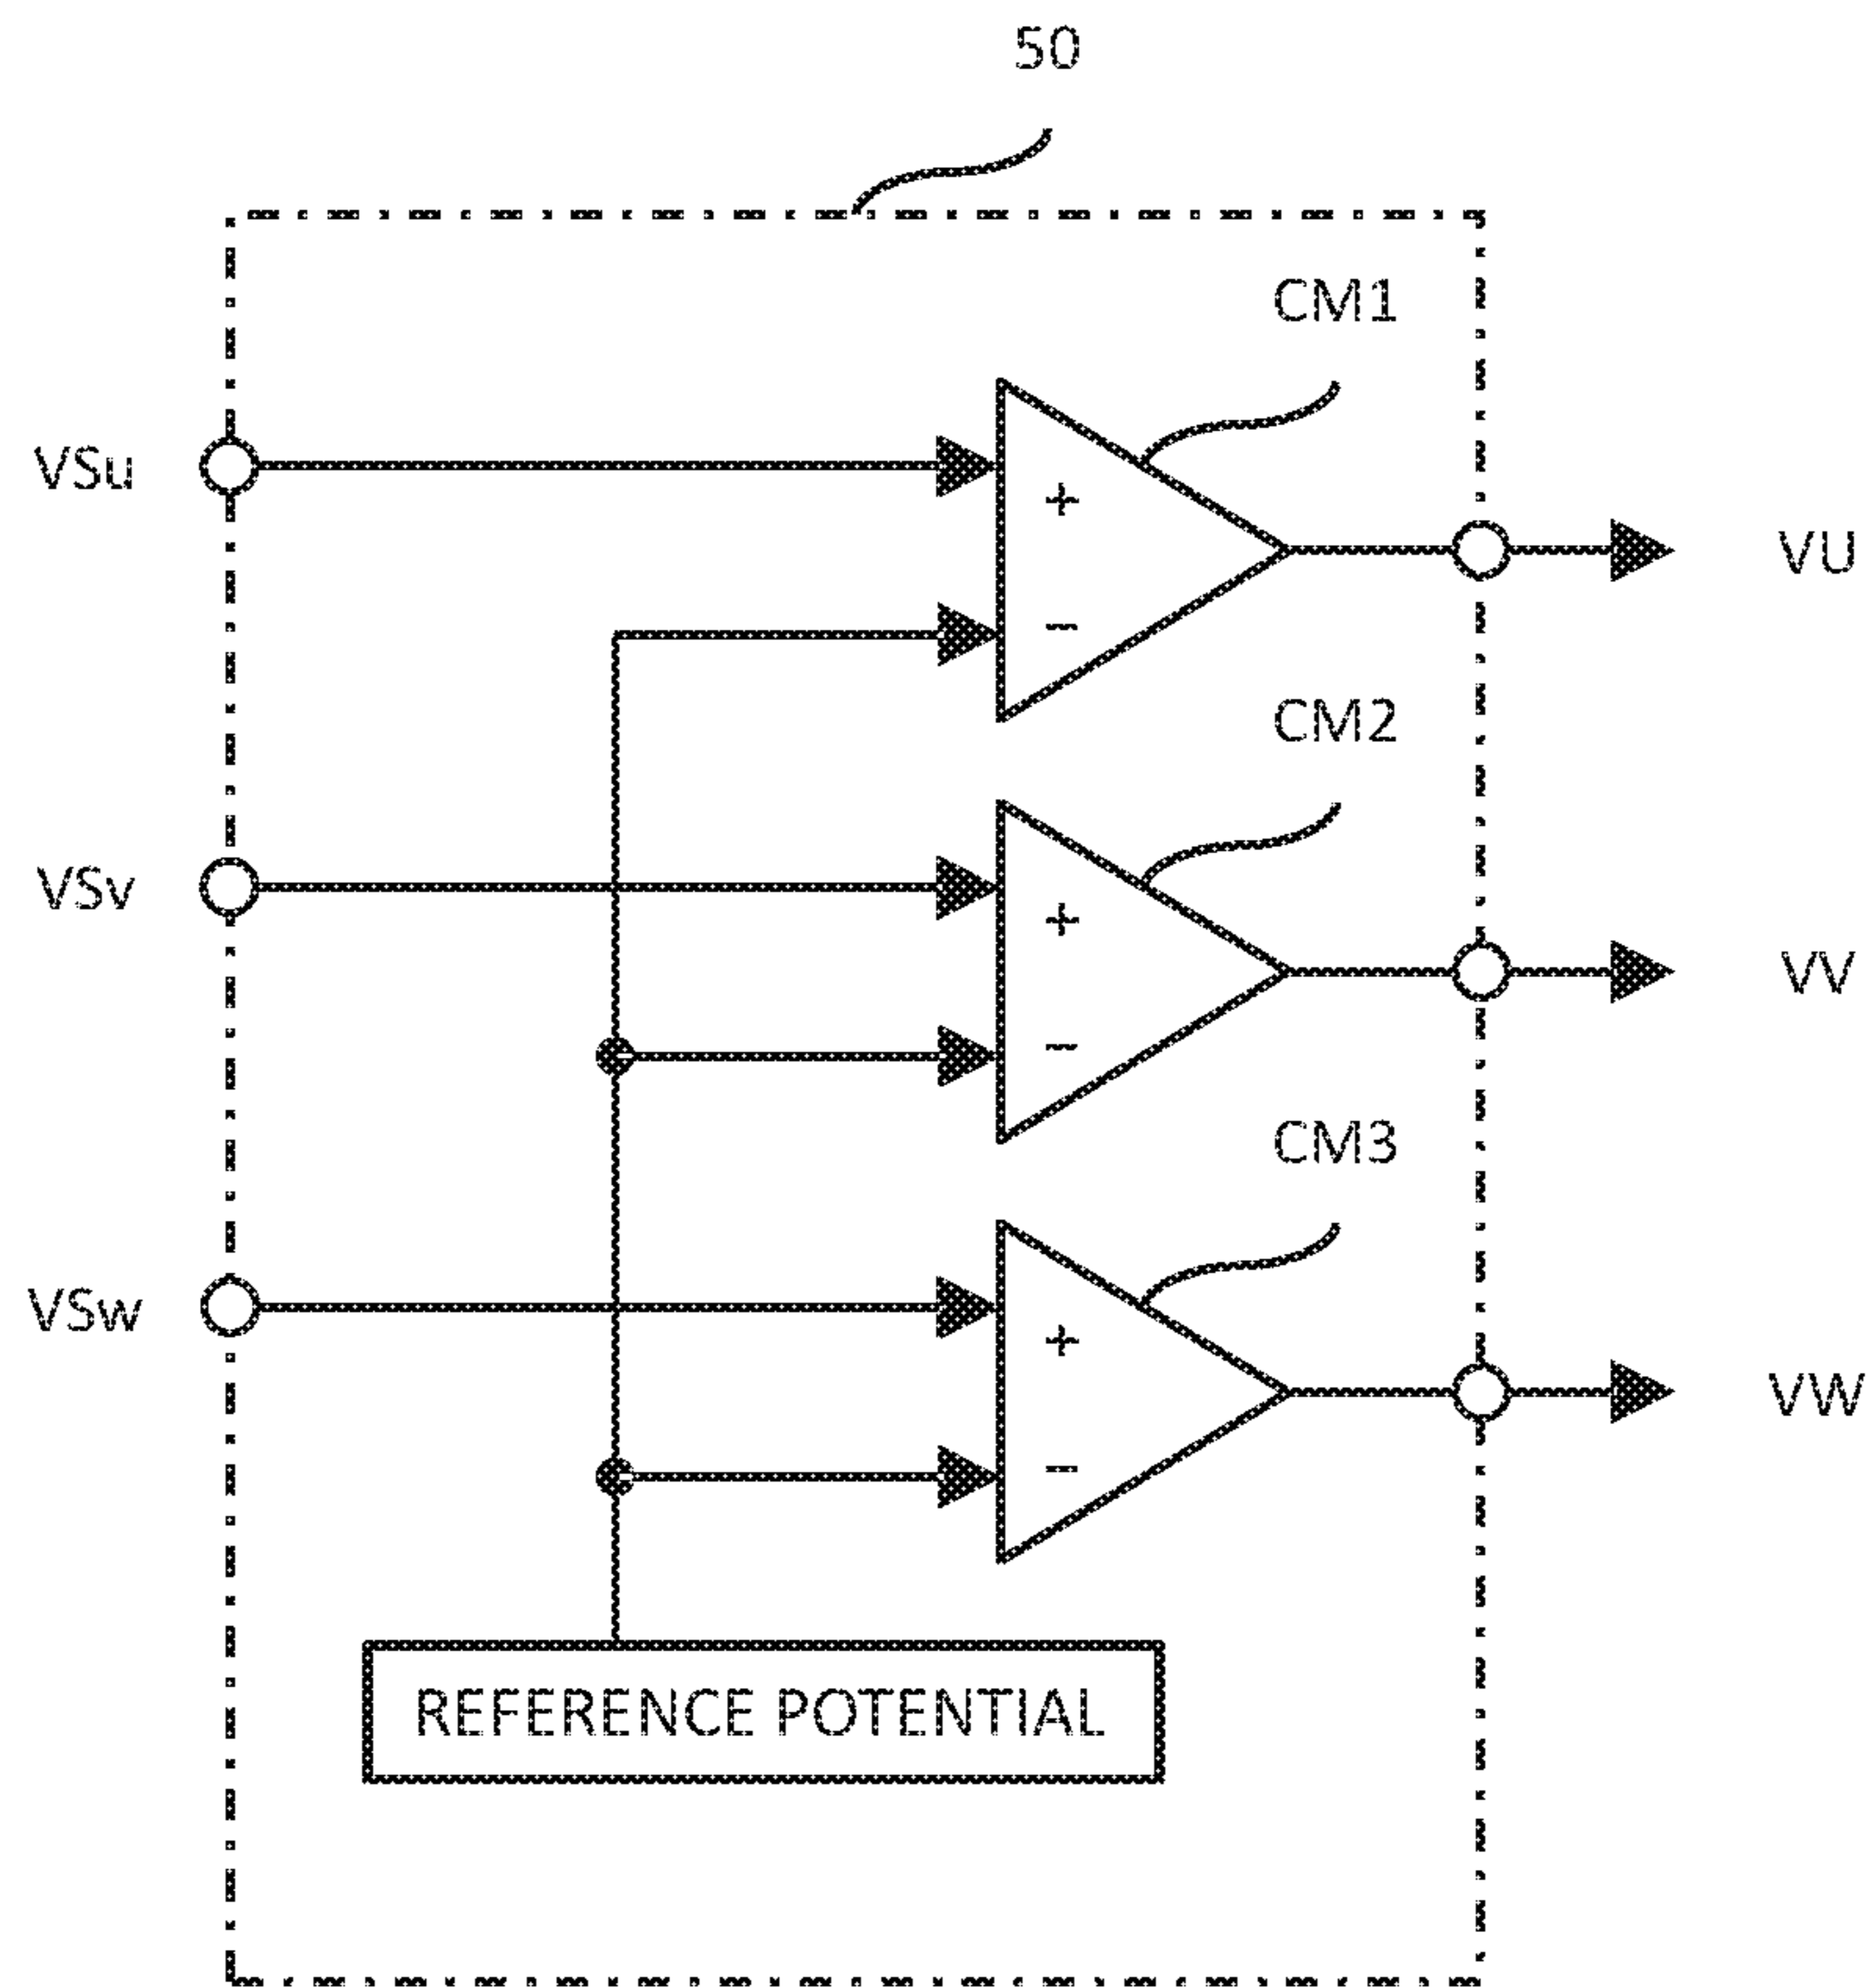 50
CM1
VSu
+
VU
−
CM2
VSv
+
VV
−
CM3
VSw
+
VW
−
REFERENCE POTENTIAL